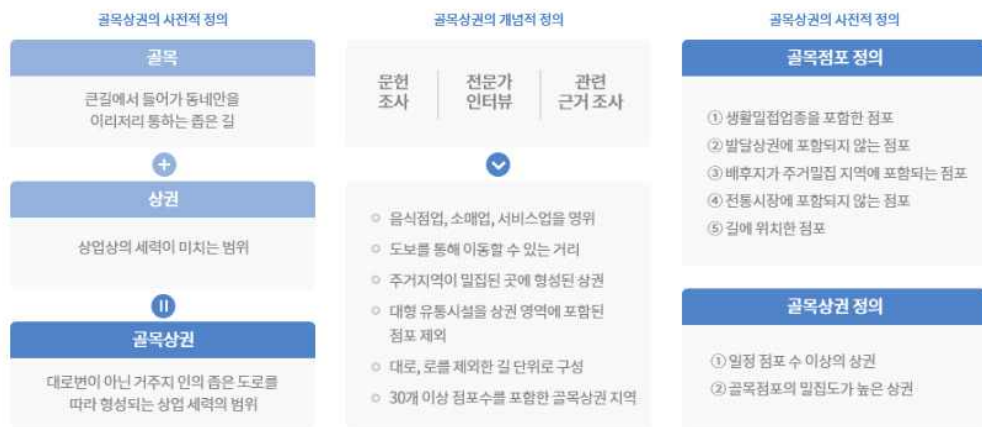 골목상권의 사전적 정의
골목
큰길에서 들어가 동네안을
이리저리 통하는 좁은 길
+
상권
상업상의 세력이 미치는 범위
골목상권
대로변이 아닌 거주지 인의 좁은 도로를
따라 형성되는 상업 세력의 범위
골목상권의 개념적 정의
문헌
조사
전문가
인터뷰
관련
근거 조사
○ 음식점업, 소매업, 서비스업을 영위
○ 도보를 통해 이동할 수 있는 거리
○ 주거지역이 밀집된 곳에 형성된 상권
○ 대형 유통시설을 상권 영역에 포함된
점포 제외
○ 대로, 로를 제외한 길 단위로 구성
○ 30개 이상 점포수를 포함한 골목상권 지역
골목상권의 사전적 정의
골목점포 정의
① 생활밀접업종을 포함한 점포
② 발달상권에 포함되지 않는 점포
③ 배후지가 주거밀집 지역에 포함되는 점포
④ 전통시장에 포함되지 않는 점포
⑤ 길에 위치한 점포
골목상권 정의
① 일정 점포 수 이상의 상권
② 골목점포의 밀집도가 높은 상권